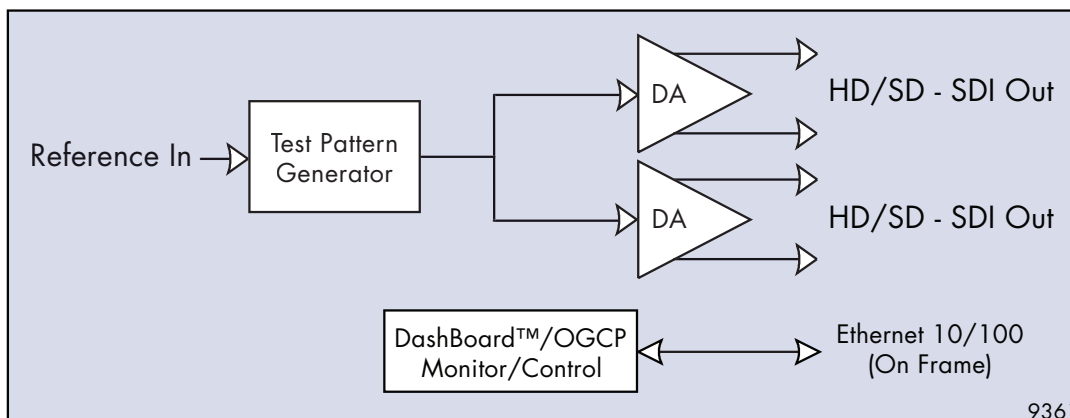 DA
HD/SD - SDI Out
Reference In
Test Pattern
Generator
DA
HD/SD - SDI Out
DashBoard™/OGCP
Monitor/Control
Ethernet 10/100
(On Frame)